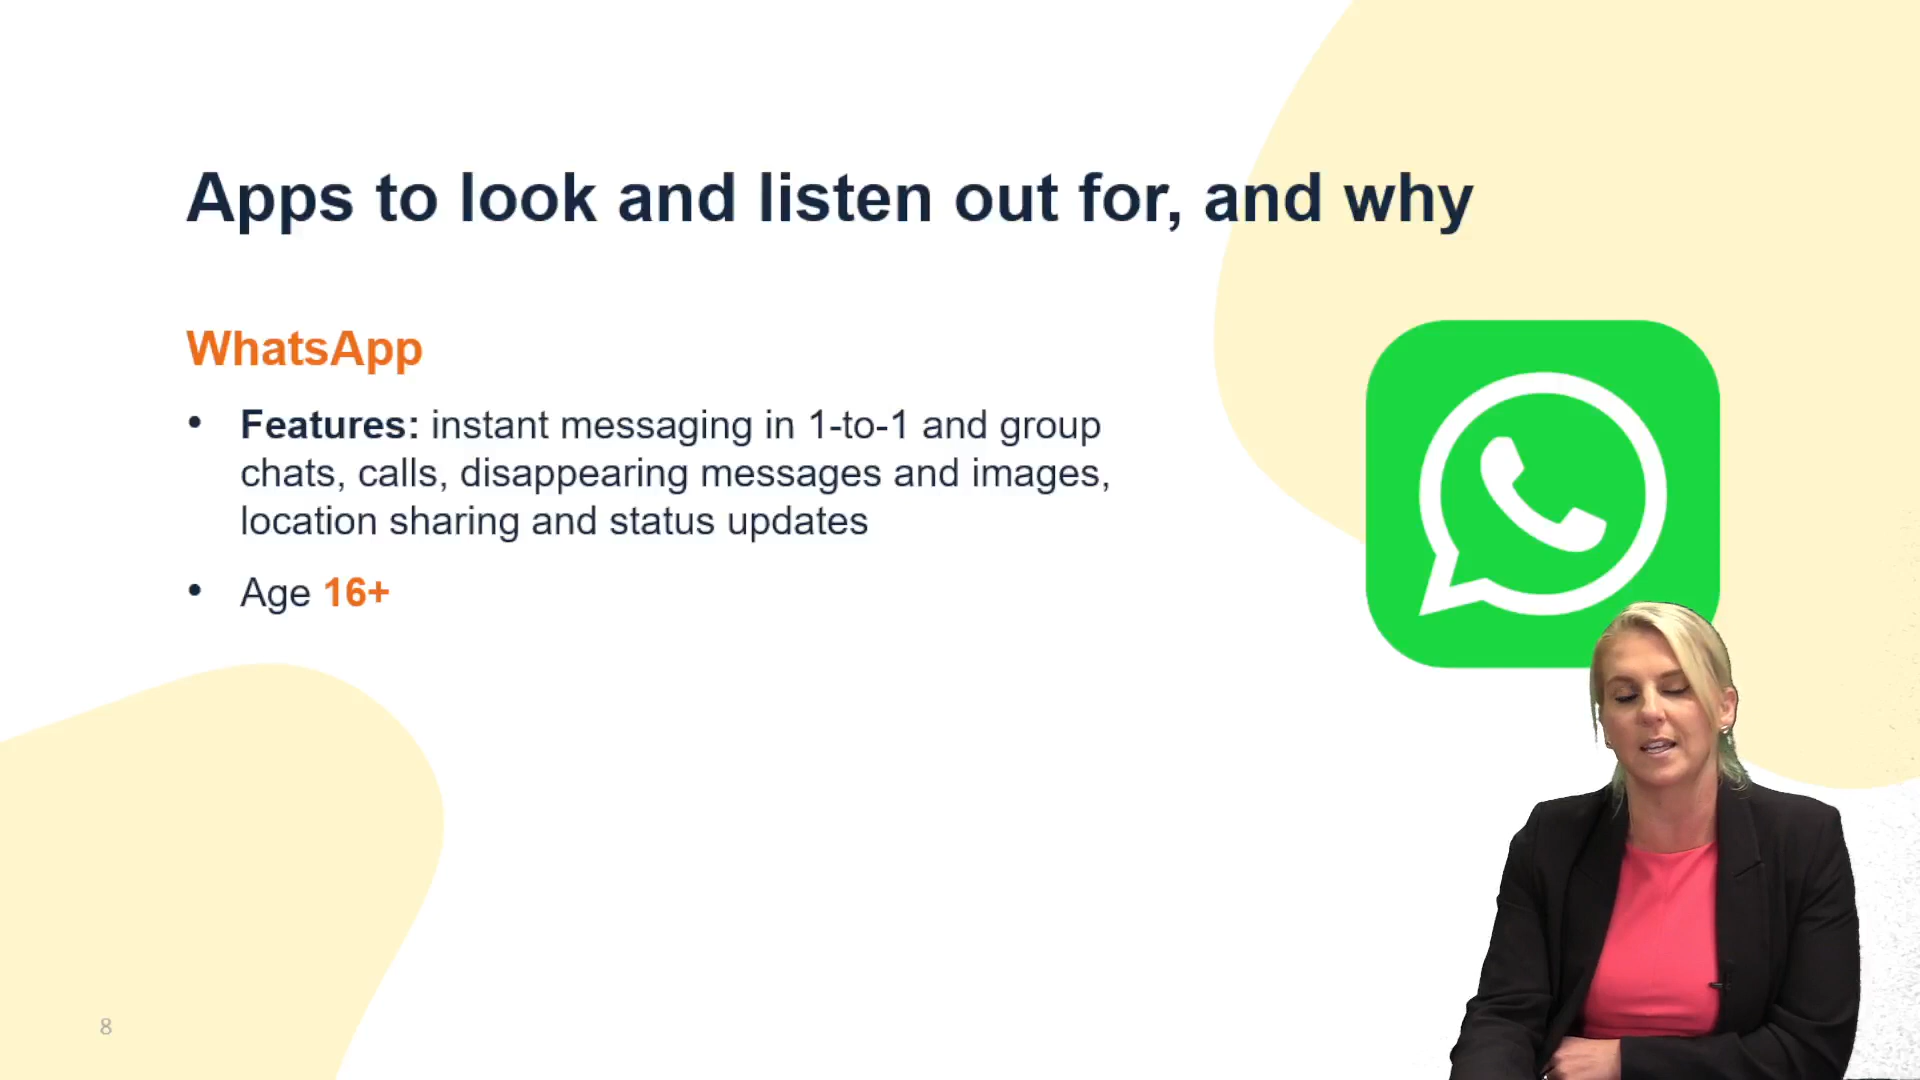 Apps to look and listen out for, and why
WhatsApp
• Features: instant messaging in 1-to-1 and group
chats, calls, disappearing messages and images,
location sharing and status updates
• Age 16+
8